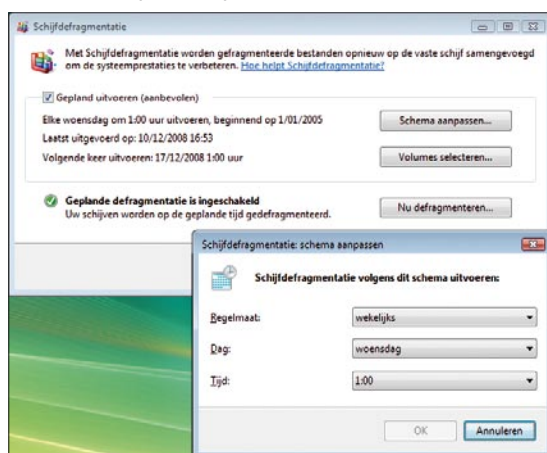 Schijfdefragmentatie
Met Schijfdefragmentatie worden gefragmenteerde bestanden opnieuw op de vaste schijf samengevoegd
om de systeemprestaties te verbeteren. Hoe helpt Schijfdefragmentatie?
Gepland uitvoeren (aanbevolen)
Elke woensdag om 1:00 uur uitvoeren, beginnend op 1/01/2005
Schema aanpassen...
Laatst uitgevoerd op: 10/12/2008 16:53
Volgende keer uitvoeren: 17/12/2008 1:00 uur
Volumes selecteren...
Geplande defragmentatie is ingeschakeld
Uw schijven worden op de geplande tijd gedefragmenteerd.
Nu defragmenteren...
Schijfdefragmentatie: schema aanpassen
Schijfdefragmentatie volgens dit schema uitvoeren:
Regelmaat: wekelijks
Dag: woensdag
Tijd: 1:00
OK Annuleren